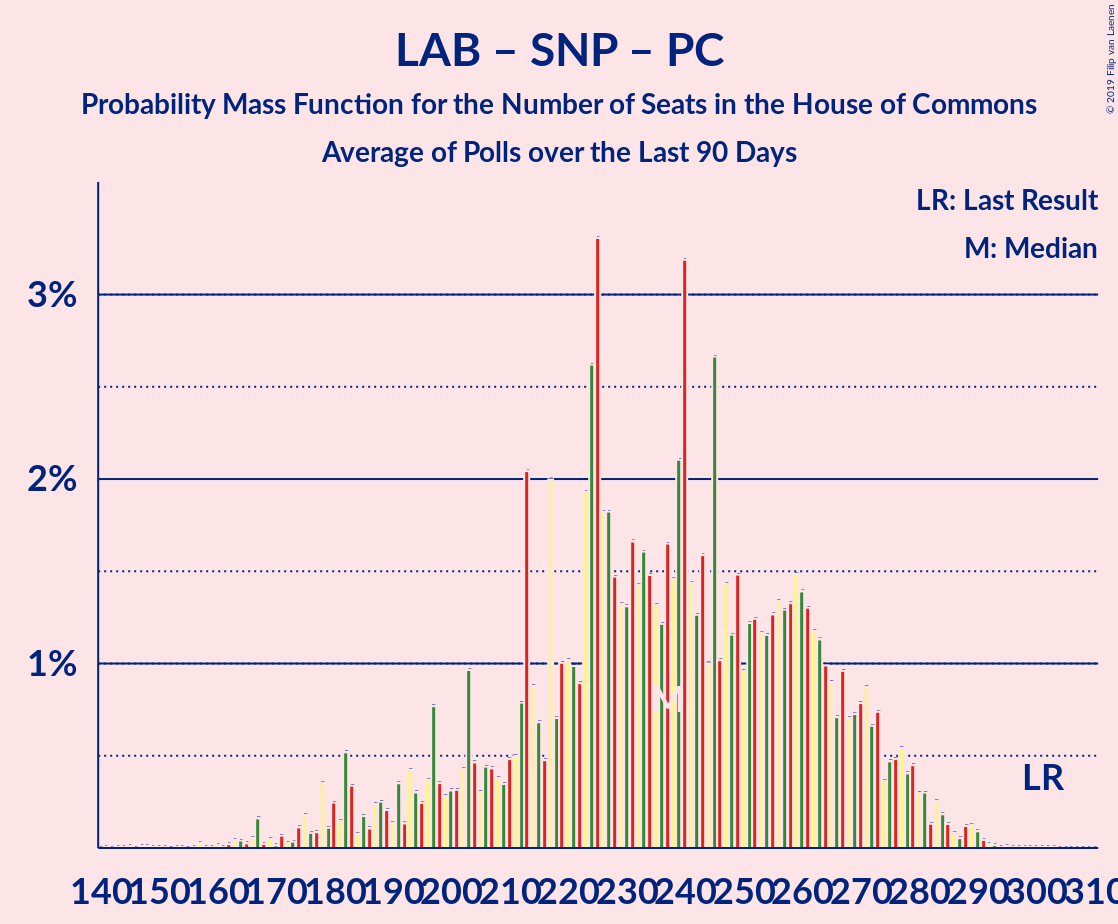 LAB – SNP – PC
Probability Mass Function for the Number of Seats in the House of Commons
Average of Polls over the Last 90 Days
© 2019 Filip van Laenen
LR: Last Result
M: Median
3%
2%
1%
M
LR
140 150 160 170 180 190 200 210 220 230 240 250 260 270 280 290 300 310